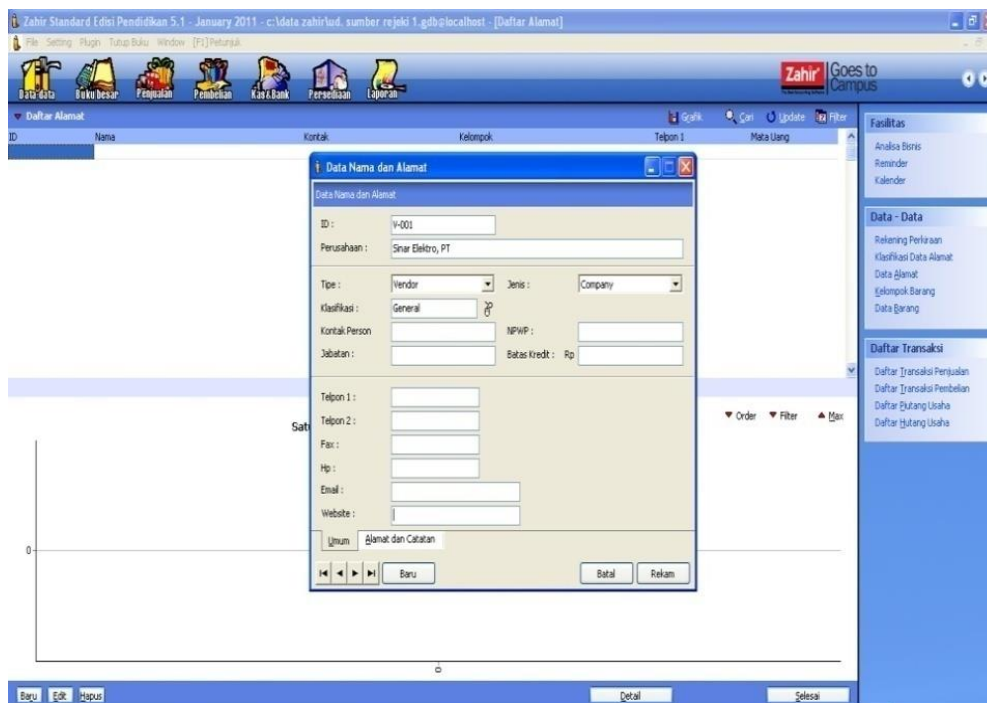 Zahir Standard Edisi Pendidikan 5.1 - January 2011 - c:\data zahir\ud. sumber rejeki 1.gdb@localhost - [Daftar Alamat]
File Setting Plugin Tutup Buku Window [F1] Petunjuk
Data-data Buku besar Penjualan Pembelian Kas & Bank Persediaan Laporan
Zahir Goes to Campus
Daftar Alamat Grafik Cari Update Filter
ID Nama Kontak Kelompok Telpon 1 Mata Uang
Fasilitas
Analisa Bisnis
Reminder
Kalender
Data - Data
Rekening Perkiraan
Klasifikasi Data Alamat
Data Alamat
Kelompok Barang
Data Barang
Daftar Transaksi
Daftar Transaksi Penjualan
Daftar Transaksi Pembelian
Daftar Piutang Usaha
Daftar Hutang Usaha
Data Nama dan Alamat
Data Nama dan Alamat
ID : V-001
Perusahaan : Sinar Elektro, PT
Tipe : Vendor Jenis : Company
Klasifikasi : General
Kontak Person NPWP :
Jabatan : Batas Kredit : Rp
Telpon 1 :
Telpon 2 :
Fax :
Hp :
Email :
Website :
Umum Alamat dan Catatan
Baru Batal Rekam
Satu
Order Filter Max
0
0
Baru Edit Hapus Detail Selesai